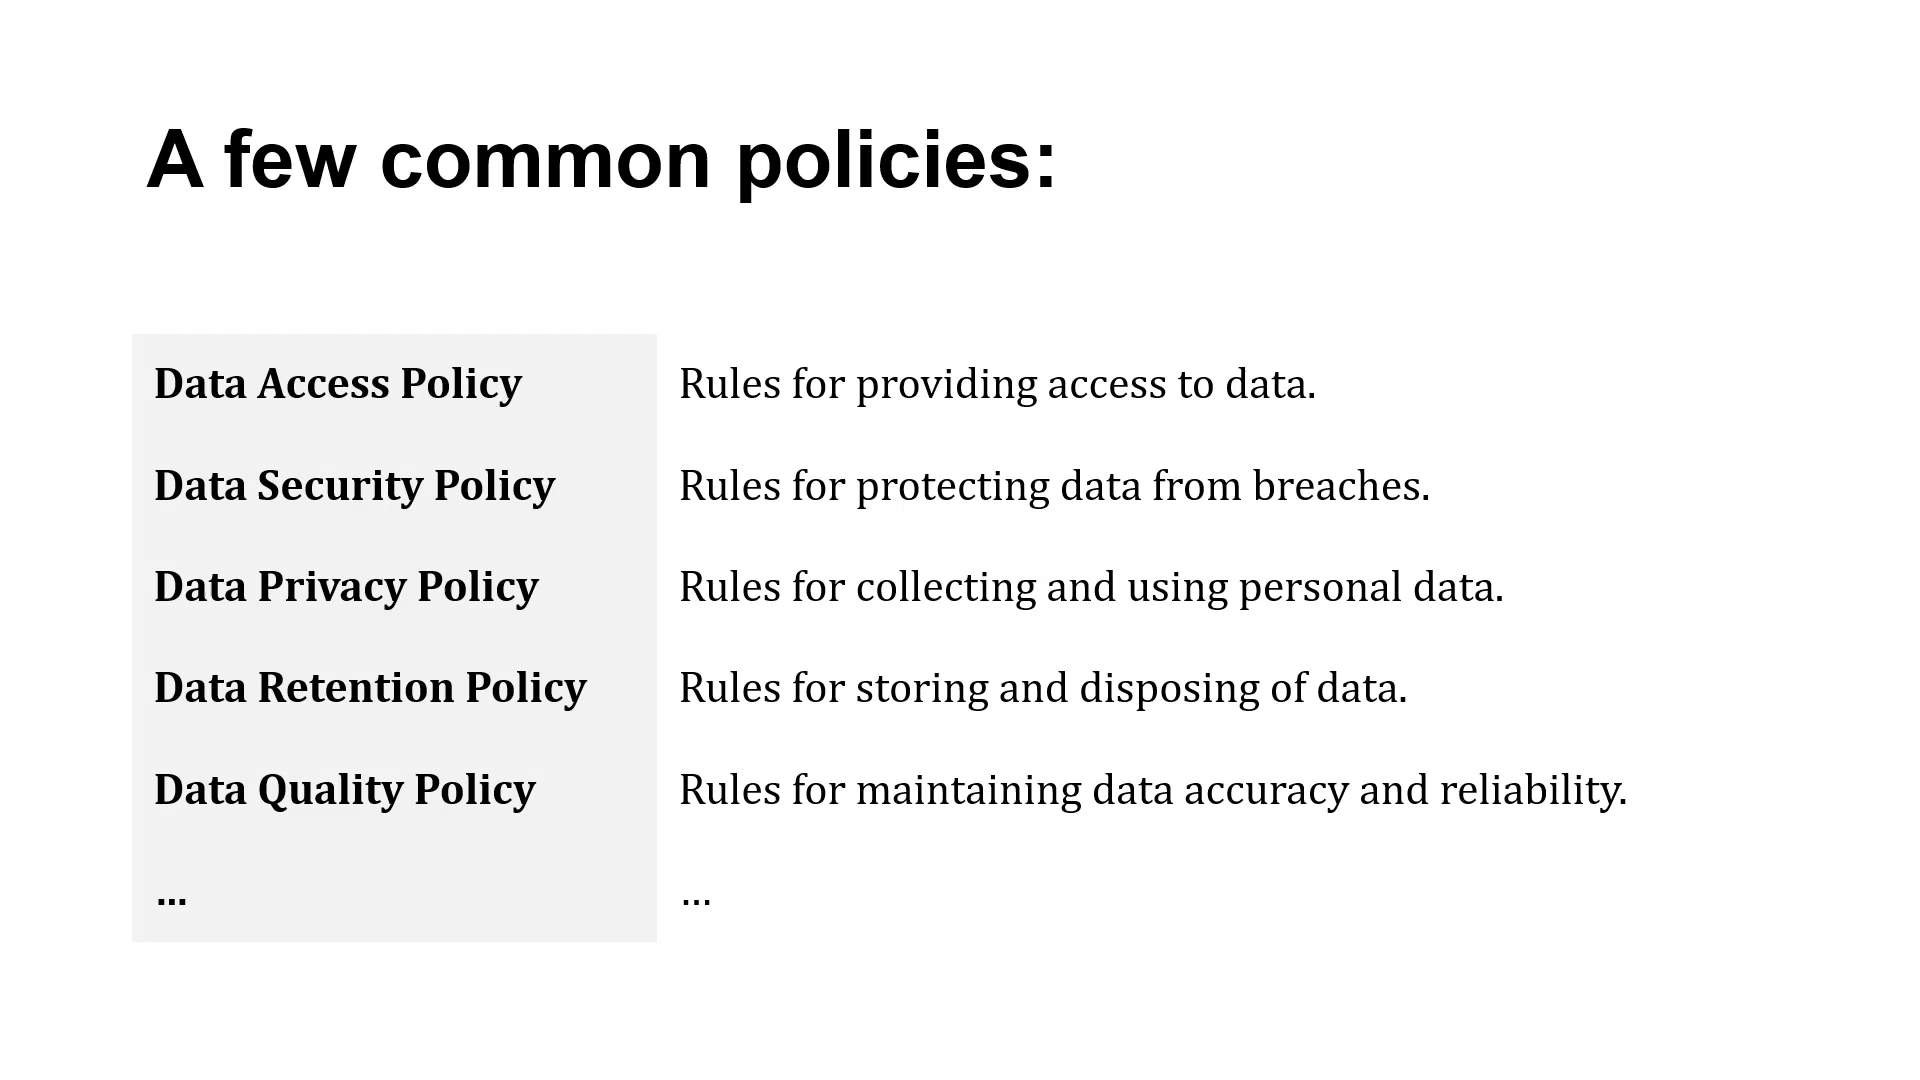 A few common policies:
Data Access Policy Rules for providing access to data.
Data Security Policy Rules for protecting data from breaches.
Data Privacy Policy Rules for collecting and using personal data.
Data Retention Policy Rules for storing and disposing of data.
Data Quality Policy Rules for maintaining data accuracy and reliability.
... ...